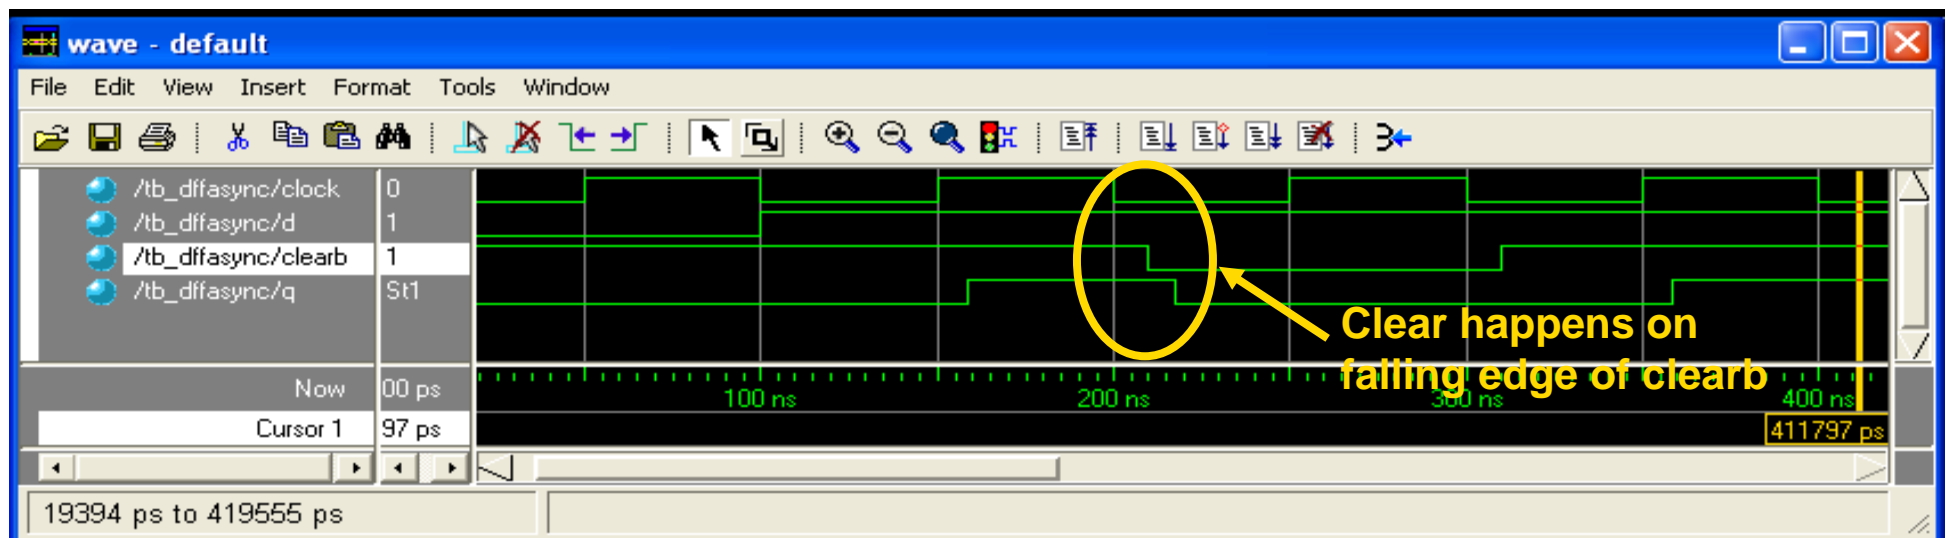 wave - default
File Edit View Insert Format Tools Window
/tb_dffasync/clock 0
/tb_dffasync/d 1
/tb_dffasync/clearb 1
/tb_dffasync/q St1
Clear happens on
falling edge of clearb
Now 00 ps 100 ns 200 ns 300 ns 400 ns
Cursor 1 97 ps 411797 ps
19394 ps to 419555 ps